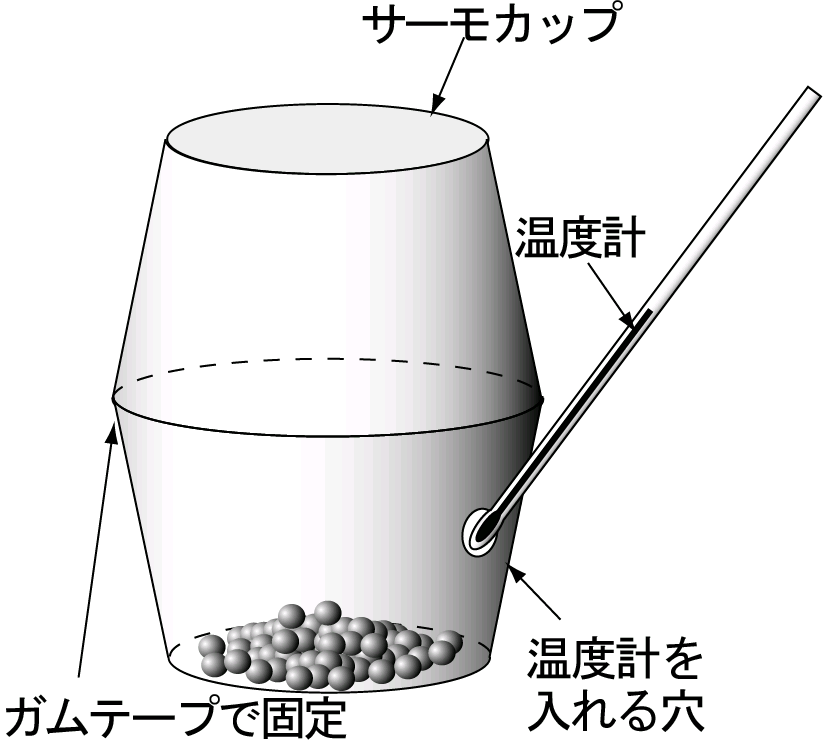 サーモカップ
温度計
温度計を
入れる穴
ガムテープで固定